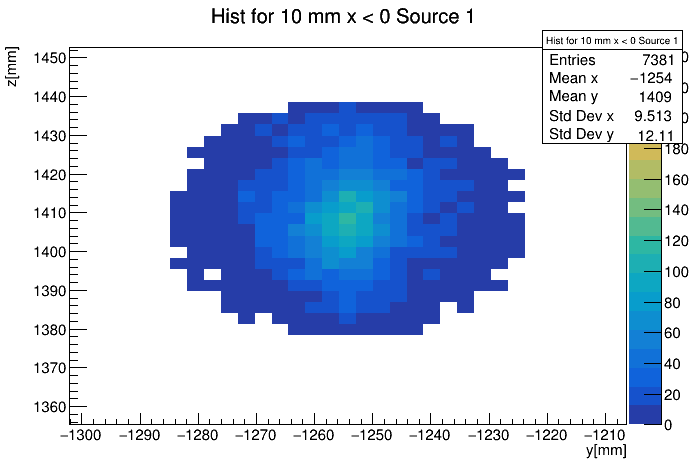 Hist for 10 mm x < 0 Source 1
Hist for 10 mm x < 0 Source 1
Entries 7381
Mean x −1254
Mean y 1409
Std Dev x 9.513
Std Dev y 12.11
z[mm]
1450
1440
1430
1420
1410
1400
1390
1380
1370
1360
−1300 −1290 −1280 −1270 −1260 −1250 −1240 −1230 −1220 −1210
y[mm]
180
160
140
120
100
80
60
40
20
0